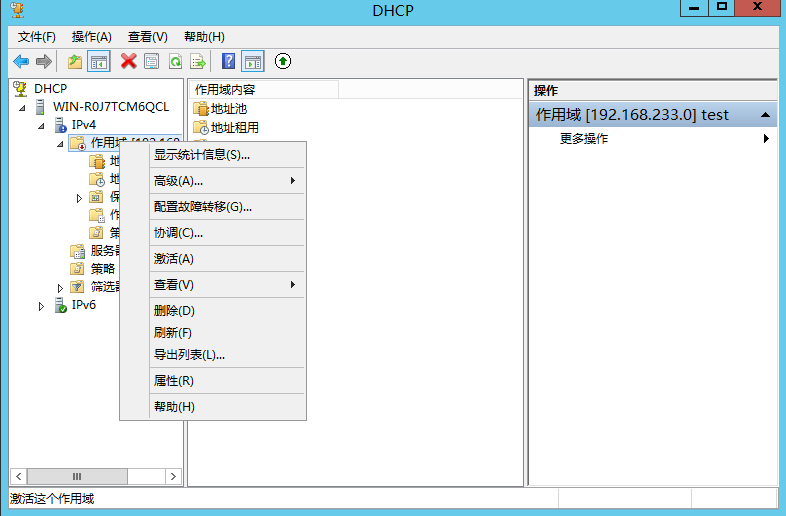 DHCP
文件(F) 操作(A) 查看(V) 帮助(H)
DHCP
WIN-R0J7TCM6QCL
IPv4
作用域 [192.168
地
地
保
作
策
服务器
策略
筛选器
IPv6
显示统计信息(S)...
高级(A)...
配置故障转移(G)...
协调(C)...
激活(A)
查看(V)
删除(D)
刷新(F)
导出列表(L)...
属性(R)
帮助(H)
作用域内容
地址池
地址租用
操作
作用域 [192.168.233.0] test
更多操作
激活这个作用域